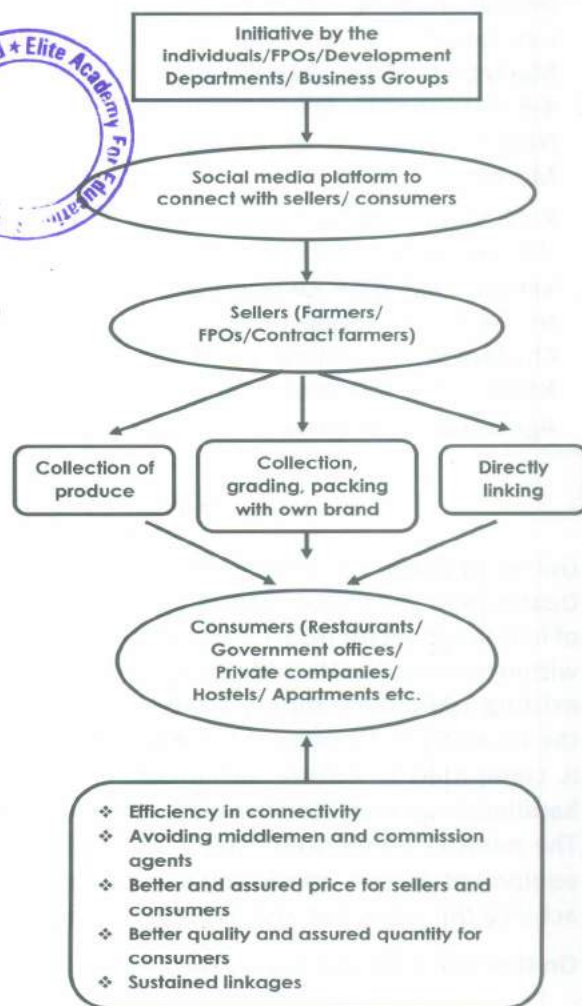 ★ Elite Academy For Educatio
Initiative by the
individuals/FPOs/Development
Departments/ Business Groups
Social media platform to
connect with sellers/ consumers
Sellers (Farmers/
FPOs/Contract farmers)
Collection of
produce
Collection,
grading, packing
with own brand
Directly
linking
Consumers (Restaurants/
Government offices/
Private companies/
Hostels/ Apartments etc.
❖ Efficiency in connectivity
❖ Avoiding middlemen and commission
agents
❖ Better and assured price for sellers and
consumers
❖ Better quality and assured quantity for
consumers
❖ Sustained linkages